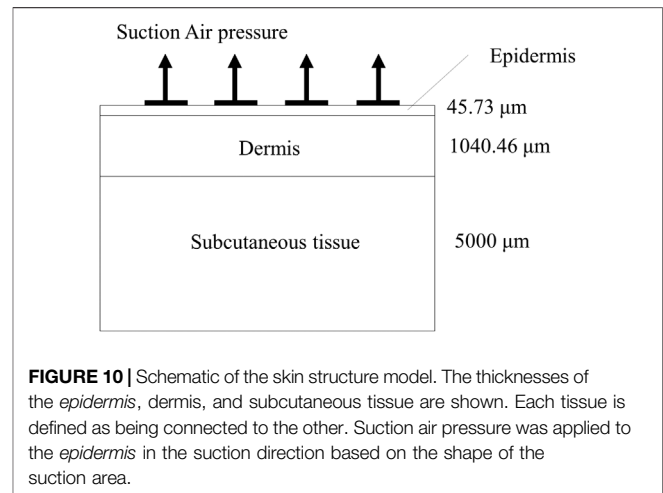 Suction Air pressure
Epidermis
45.73 μm
Dermis
1040.46 μm
Subcutaneous tissue
5000 μm
FIGURE 10 | Schematic of the skin structure model. The thicknesses of
the epidermis, dermis, and subcutaneous tissue are shown. Each tissue is
defined as being connected to the other. Suction air pressure was applied to
the epidermis in the suction direction based on the shape of the
suction area.